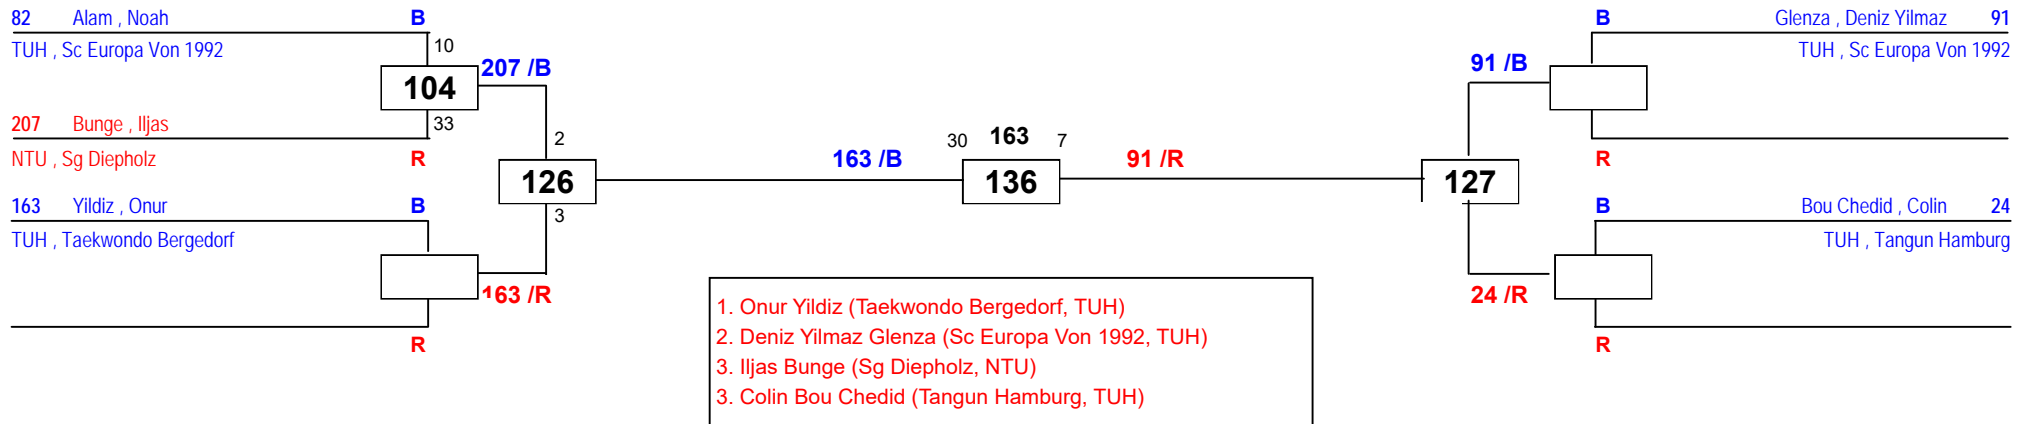 82 Alam , Noah B
TUH , Sc Europa Von 1992
10
104
207 /B
33
207 Bunge , Iljas
NTU , Sg Diepholz R
2
126
3
163 Yildiz , Onur B
TUH , Taekwondo Bergedorf
163 /R
R
163 /B
30 163 7
136
91 /R
B Glenza , Deniz Yilmaz 91
TUH , Sc Europa Von 1992
91 /B
R
127
B Bou Chedid , Colin 24
TUH , Tangun Hamburg
24 /R
R
1. Onur Yildiz (Taekwondo Bergedorf, TUH)
2. Deniz Yilmaz Glenza (Sc Europa Von 1992, TUH)
3. Iljas Bunge (Sg Diepholz, NTU)
3. Colin Bou Chedid (Tangun Hamburg, TUH)